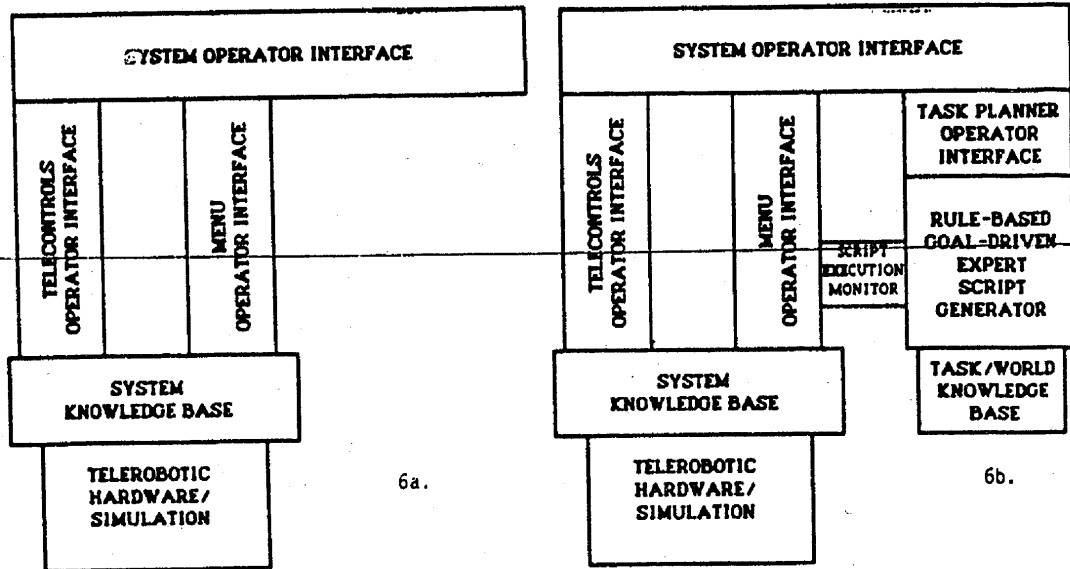 SYSTEM OPERATOR INTERFACE
TELECONTROLS
OPERATOR INTERFACE
MENU
OPERATOR INTERFACE
SYSTEM
KNOWLEDGE BASE
TELEROBOTIC
HARDWARE/
SIMULATION
6a.
SYSTEM OPERATOR INTERFACE
TELECONTROLS
OPERATOR INTERFACE
MENU
OPERATOR INTERFACE
SCRIPT
EXECUTION
MONITOR
TASK PLANNER
OPERATOR
INTERFACE
RULE-BASED
GOAL-DRIVEN
EXPERT
SCRIPT
GENERATOR
TASK/WORLD
KNOWLEDGE
BASE
SYSTEM
KNOWLEDGE BASE
TELEROBOTIC
HARDWARE/
SIMULATION
6b.